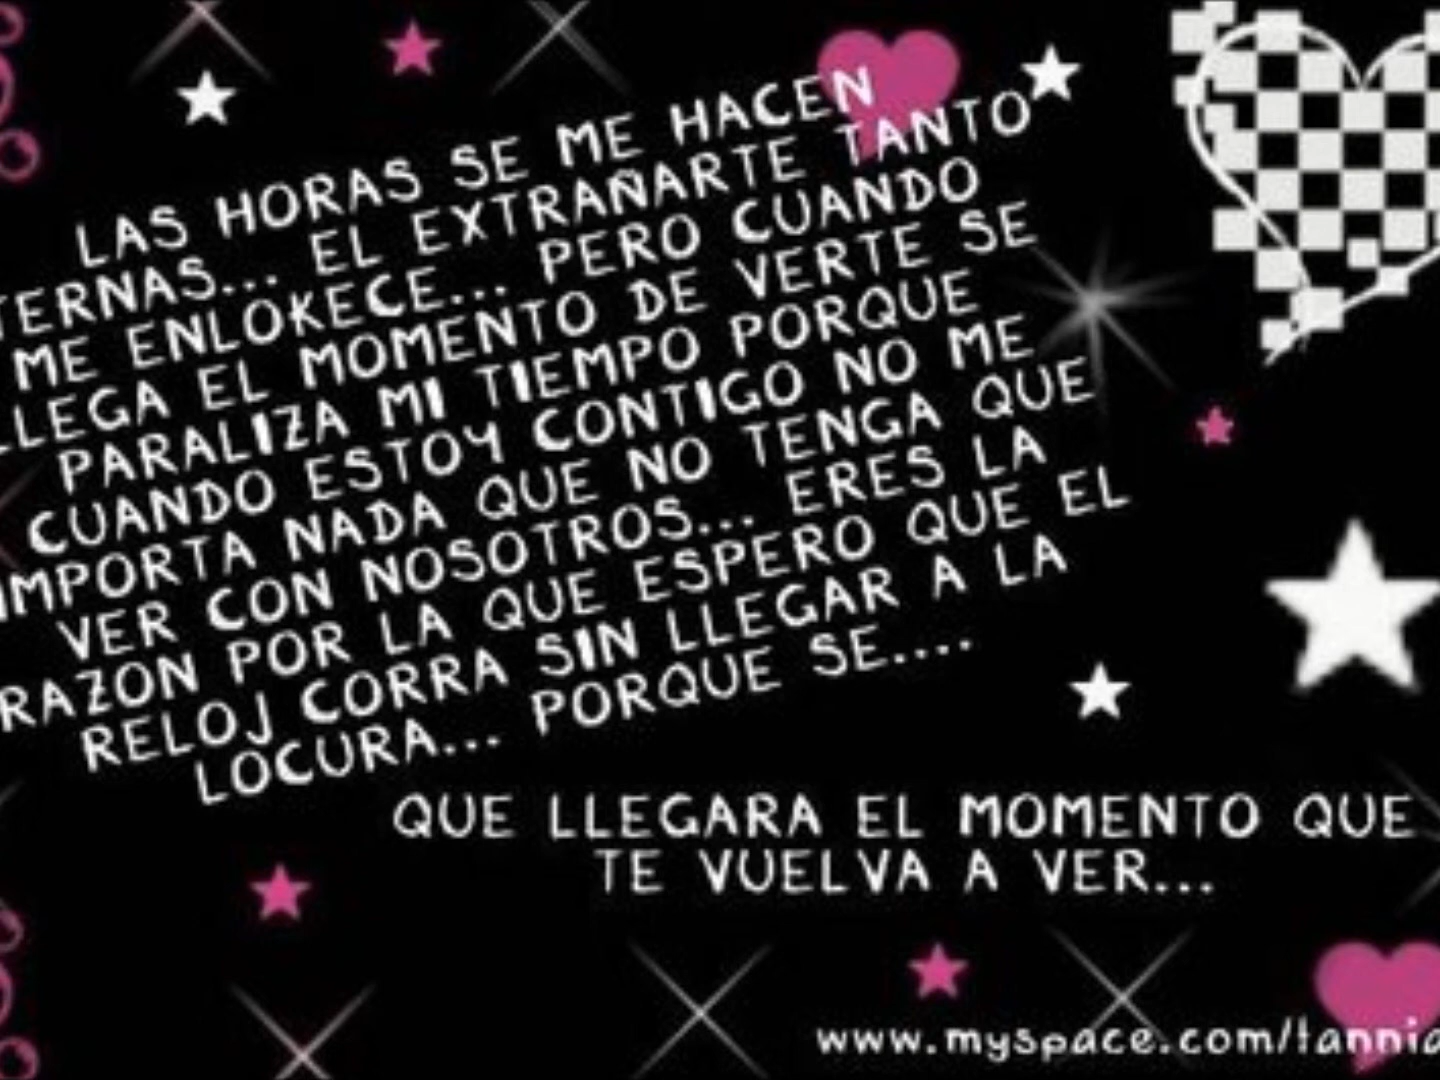 LAS HORAS SE ME HACEN
TERNAS... EL EXTRAÑARTE TANTO
ME ENLOKECE... PERO CUANDO
LLEGA EL MOMENTO DE VERTE SE
PARALIZA MI TIEMPO PORQUE
CUANDO ESTOY CONTIGO NO ME
IMPORTA NADA QUE NO TENGA QUE
VER CON NOSOTROS... ERES LA
RAZON POR LA QUE ESPERO QUE EL
RELOJ CORRA SIN LLEGAR A LA
LOCURA... PORQUE SE....
QUE LLEGARA EL MOMENTO QUE
TE VUELVA A VER...
www.myspace.com/tannia